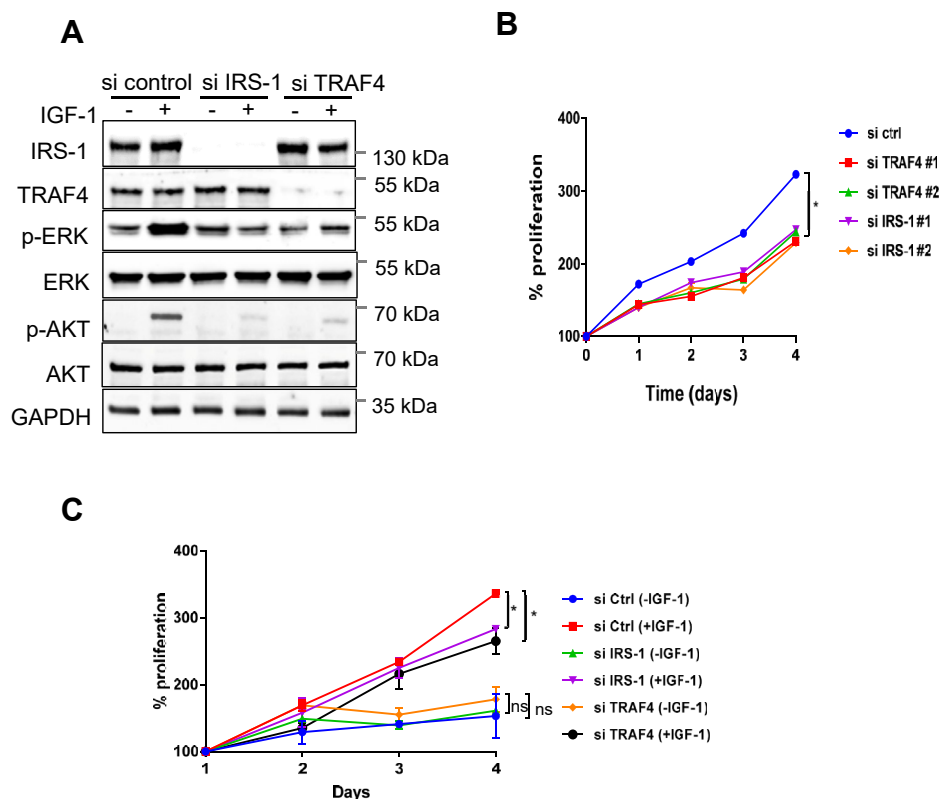 A
si control si IRS-1 si TRAF4
IGF-1 - + - + - +
IRS-1 130 kDa
TRAF4 55 kDa
p-ERK 55 kDa
ERK 55 kDa
p-AKT 70 kDa
AKT 70 kDa
GAPDH 35 kDa
B
% proliferation
400
300
200
100
0 1 2 3 4
Time (days)
*
si ctrl
si TRAF4 #1
si TRAF4 #2
si IRS-1 #1
si IRS-1 #2
C
% proliferation
400
300
200
100
1 2 3 4
Days
* *
ns ns
si Ctrl (-IGF-1)
si Ctrl (+IGF-1)
si IRS-1 (-IGF-1)
si IRS-1 (+IGF-1)
si TRAF4 (-IGF-1)
si TRAF4 (+IGF-1)